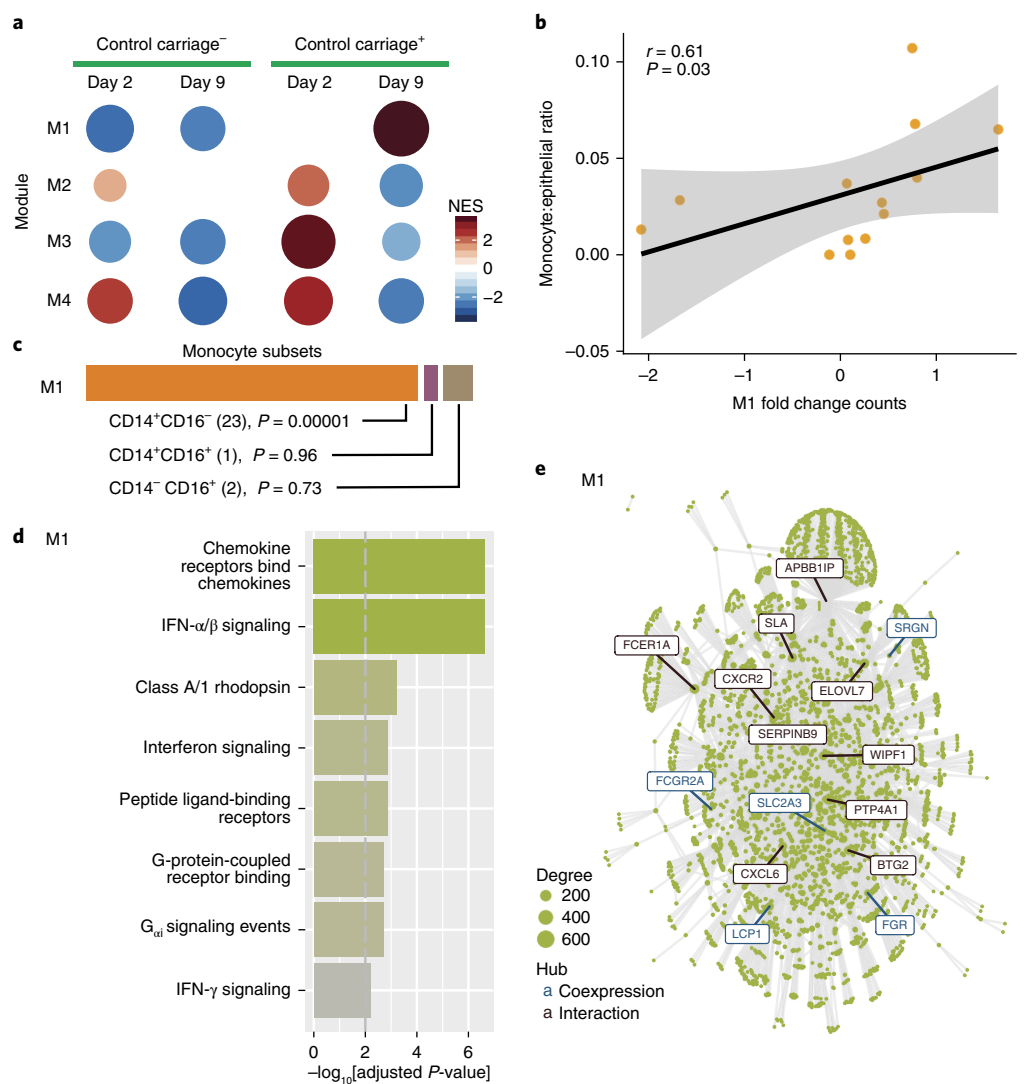 a
Control carriage⁻
Control carriage⁺
Day 2
Day 9
Day 2
Day 9
Module
M1
M2
M3
M4
NES
2
0
−2
b
r = 0.61
P = 0.03
Monocyte:epithelial ratio
0.10
0.05
0.00
−0.05
−2
−1
0
1
M1 fold change counts
c
Monocyte subsets
M1
CD14⁺CD16⁻ (23), P = 0.00001
CD14⁺CD16⁺ (1), P = 0.96
CD14⁻ CD16⁺ (2), P = 0.73
d
M1
Chemokine
receptors bind
chemokines
IFN-α/β signaling
Class A/1 rhodopsin
Interferon signaling
Peptide ligand-binding
receptors
G-protein-coupled
receptor binding
Gαi signaling events
IFN-γ signaling
0
2
4
6
−log₁₀[adjusted P-value]
e
M1
APBB1IP
SLA
SRGN
FCER1A
CXCR2
ELOVL7
SERPINB9
WIPF1
FCGR2A
SLC2A3
PTP4A1
CXCL6
BTG2
LCP1
FGR
Degree
200
400
600
Hub
a Coexpression
a Interaction